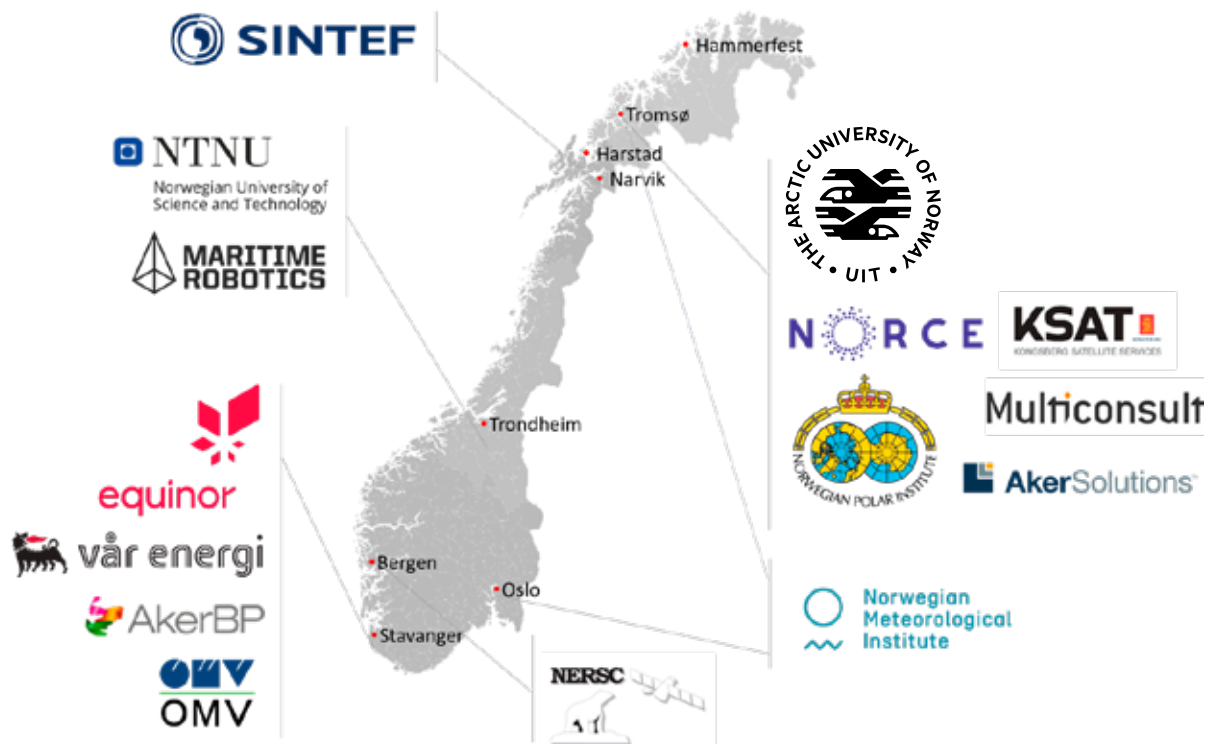 SINTEF
Hammerfest
Tromsø
Harstad
Narvik
NTNU
Norwegian University of
Science and Technology
MARITIME
ROBOTICS
THE ARCTIC UNIVERSITY OF NORWAY
• UIT •
NORCE
KSAT
KONGSBERG SATELLITE SERVICES
NORWEGIAN POLAR INSTITUTE
Multiconsult
AkerSolutions
Trondheim
equinor
vår energi
AkerBP
OMV
OMV
Bergen
Oslo
Stavanger
Norwegian
Meteorological
Institute
NERSC